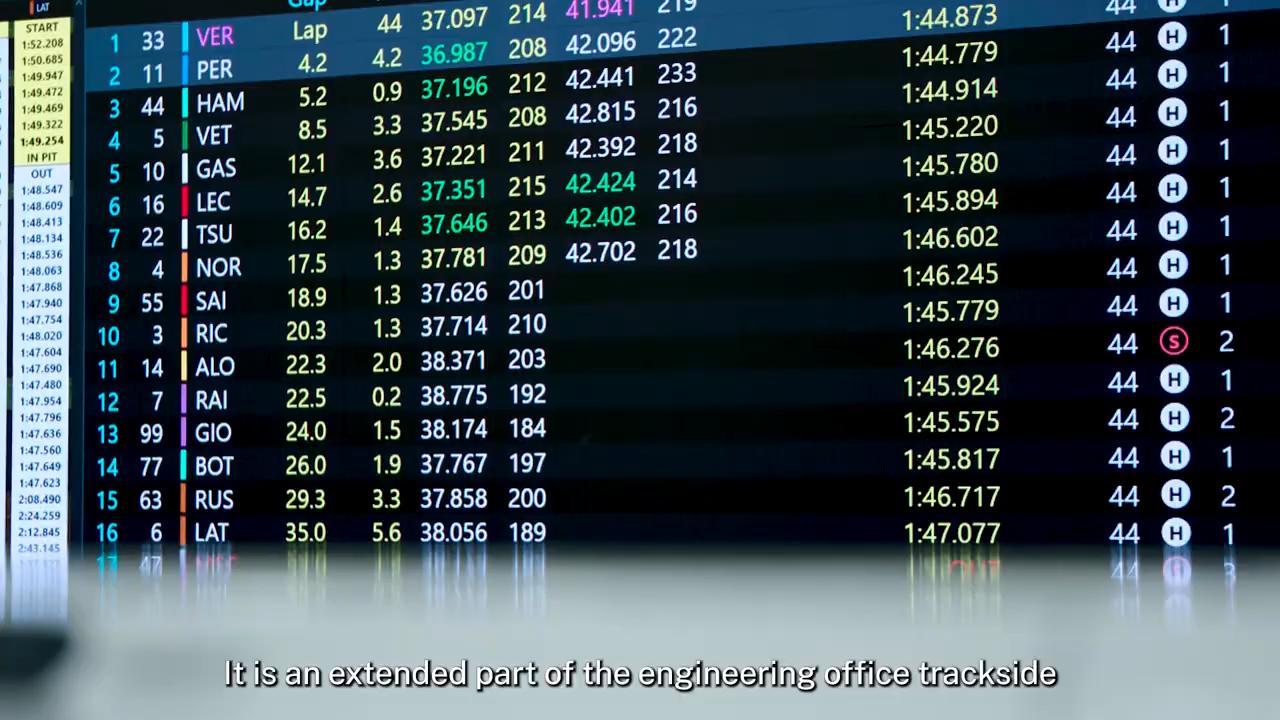 LAT
START
1:52.208
1:50.685
1:49.947
1:49.472
1:49.469
1:49.322
1:49.254
IN PIT
OUT
1:48.547
1:48.609
1:48.413
1:48.134
1:48.536
1:48.063
1:47.868
1:47.940
1:47.754
1:48.020
1:47.604
1:47.690
1:47.480
1:47.954
1:47.796
1:47.636
1:47.560
1:47.649
1:47.623
2:08.490
2:24.259
2:12.845
2:43.145
Gap
1 33 VER Lap 44 37.097 214 41.941 219 1:44.873 44 H 1
2 11 PER 4.2 4.2 36.987 208 42.096 222 1:44.779 44 H 1
3 44 HAM 5.2 0.9 37.196 212 42.441 233 1:44.914 44 H 1
4 5 VET 8.5 3.3 37.545 208 42.815 216 1:45.220 44 H 1
5 10 GAS 12.1 3.6 37.221 211 42.392 218 1:45.780 44 H 1
6 16 LEC 14.7 2.6 37.351 215 42.424 214 1:45.894 44 H 1
7 22 TSU 16.2 1.4 37.646 213 42.402 216 1:46.602 44 H 1
8 4 NOR 17.5 1.3 37.781 209 42.702 218 1:46.245 44 H 1
9 55 SAI 18.9 1.3 37.626 201 1:45.779 44 H 1
10 3 RIC 20.3 1.3 37.714 210 1:46.276 44 S 2
11 14 ALO 22.3 2.0 38.371 203 1:45.924 44 H 1
12 7 RAI 22.5 0.2 38.775 192 1:45.575 44 H 2
13 99 GIO 24.0 1.5 38.174 184 1:45.817 44 H 1
14 77 BOT 26.0 1.9 37.767 197 1:46.717 44 H 2
15 63 RUS 29.3 3.3 37.858 200 1:47.077 44 H 1
16 6 LAT 35.0 5.6 38.056 189
17 47
It is an extended part of the engineering office trackside